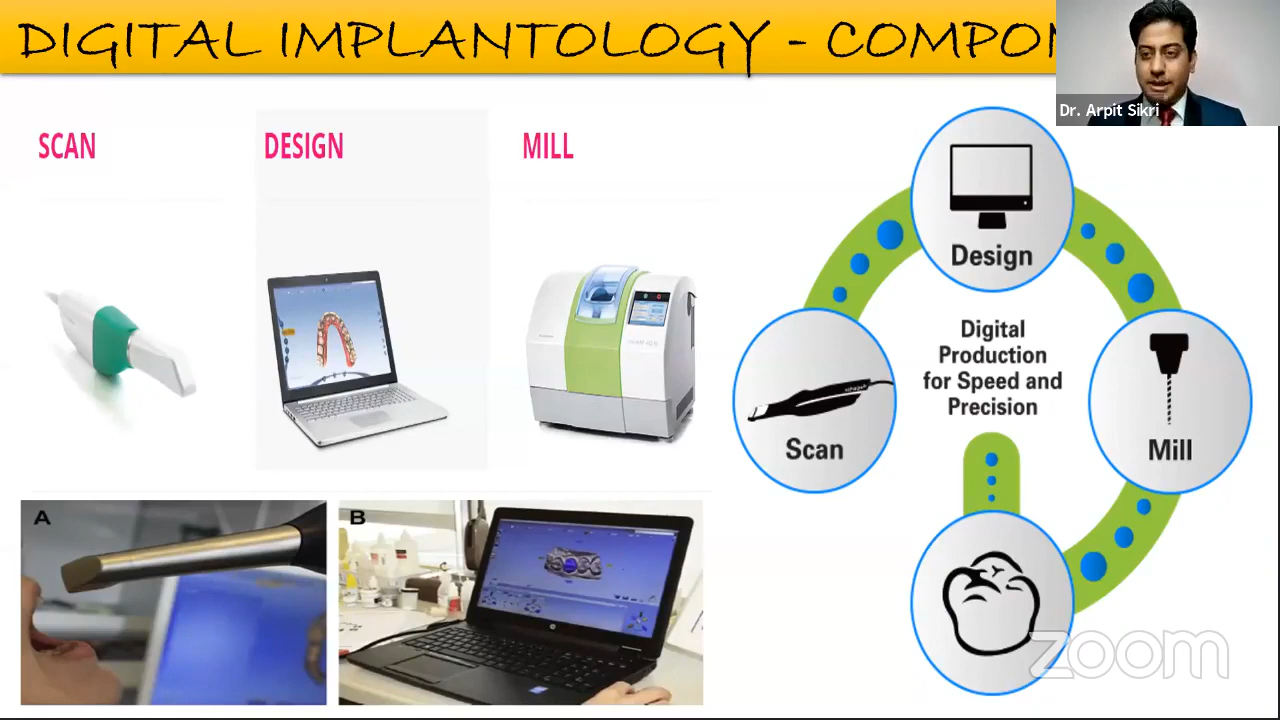 DIGITAL IMPLANTOLOGY - COMPON
Dr. Arpit Sikri
SCAN
DESIGN
MILL
Design
Digital
Production
for Speed and
Precision
Scan
Mill
A
B
zoom